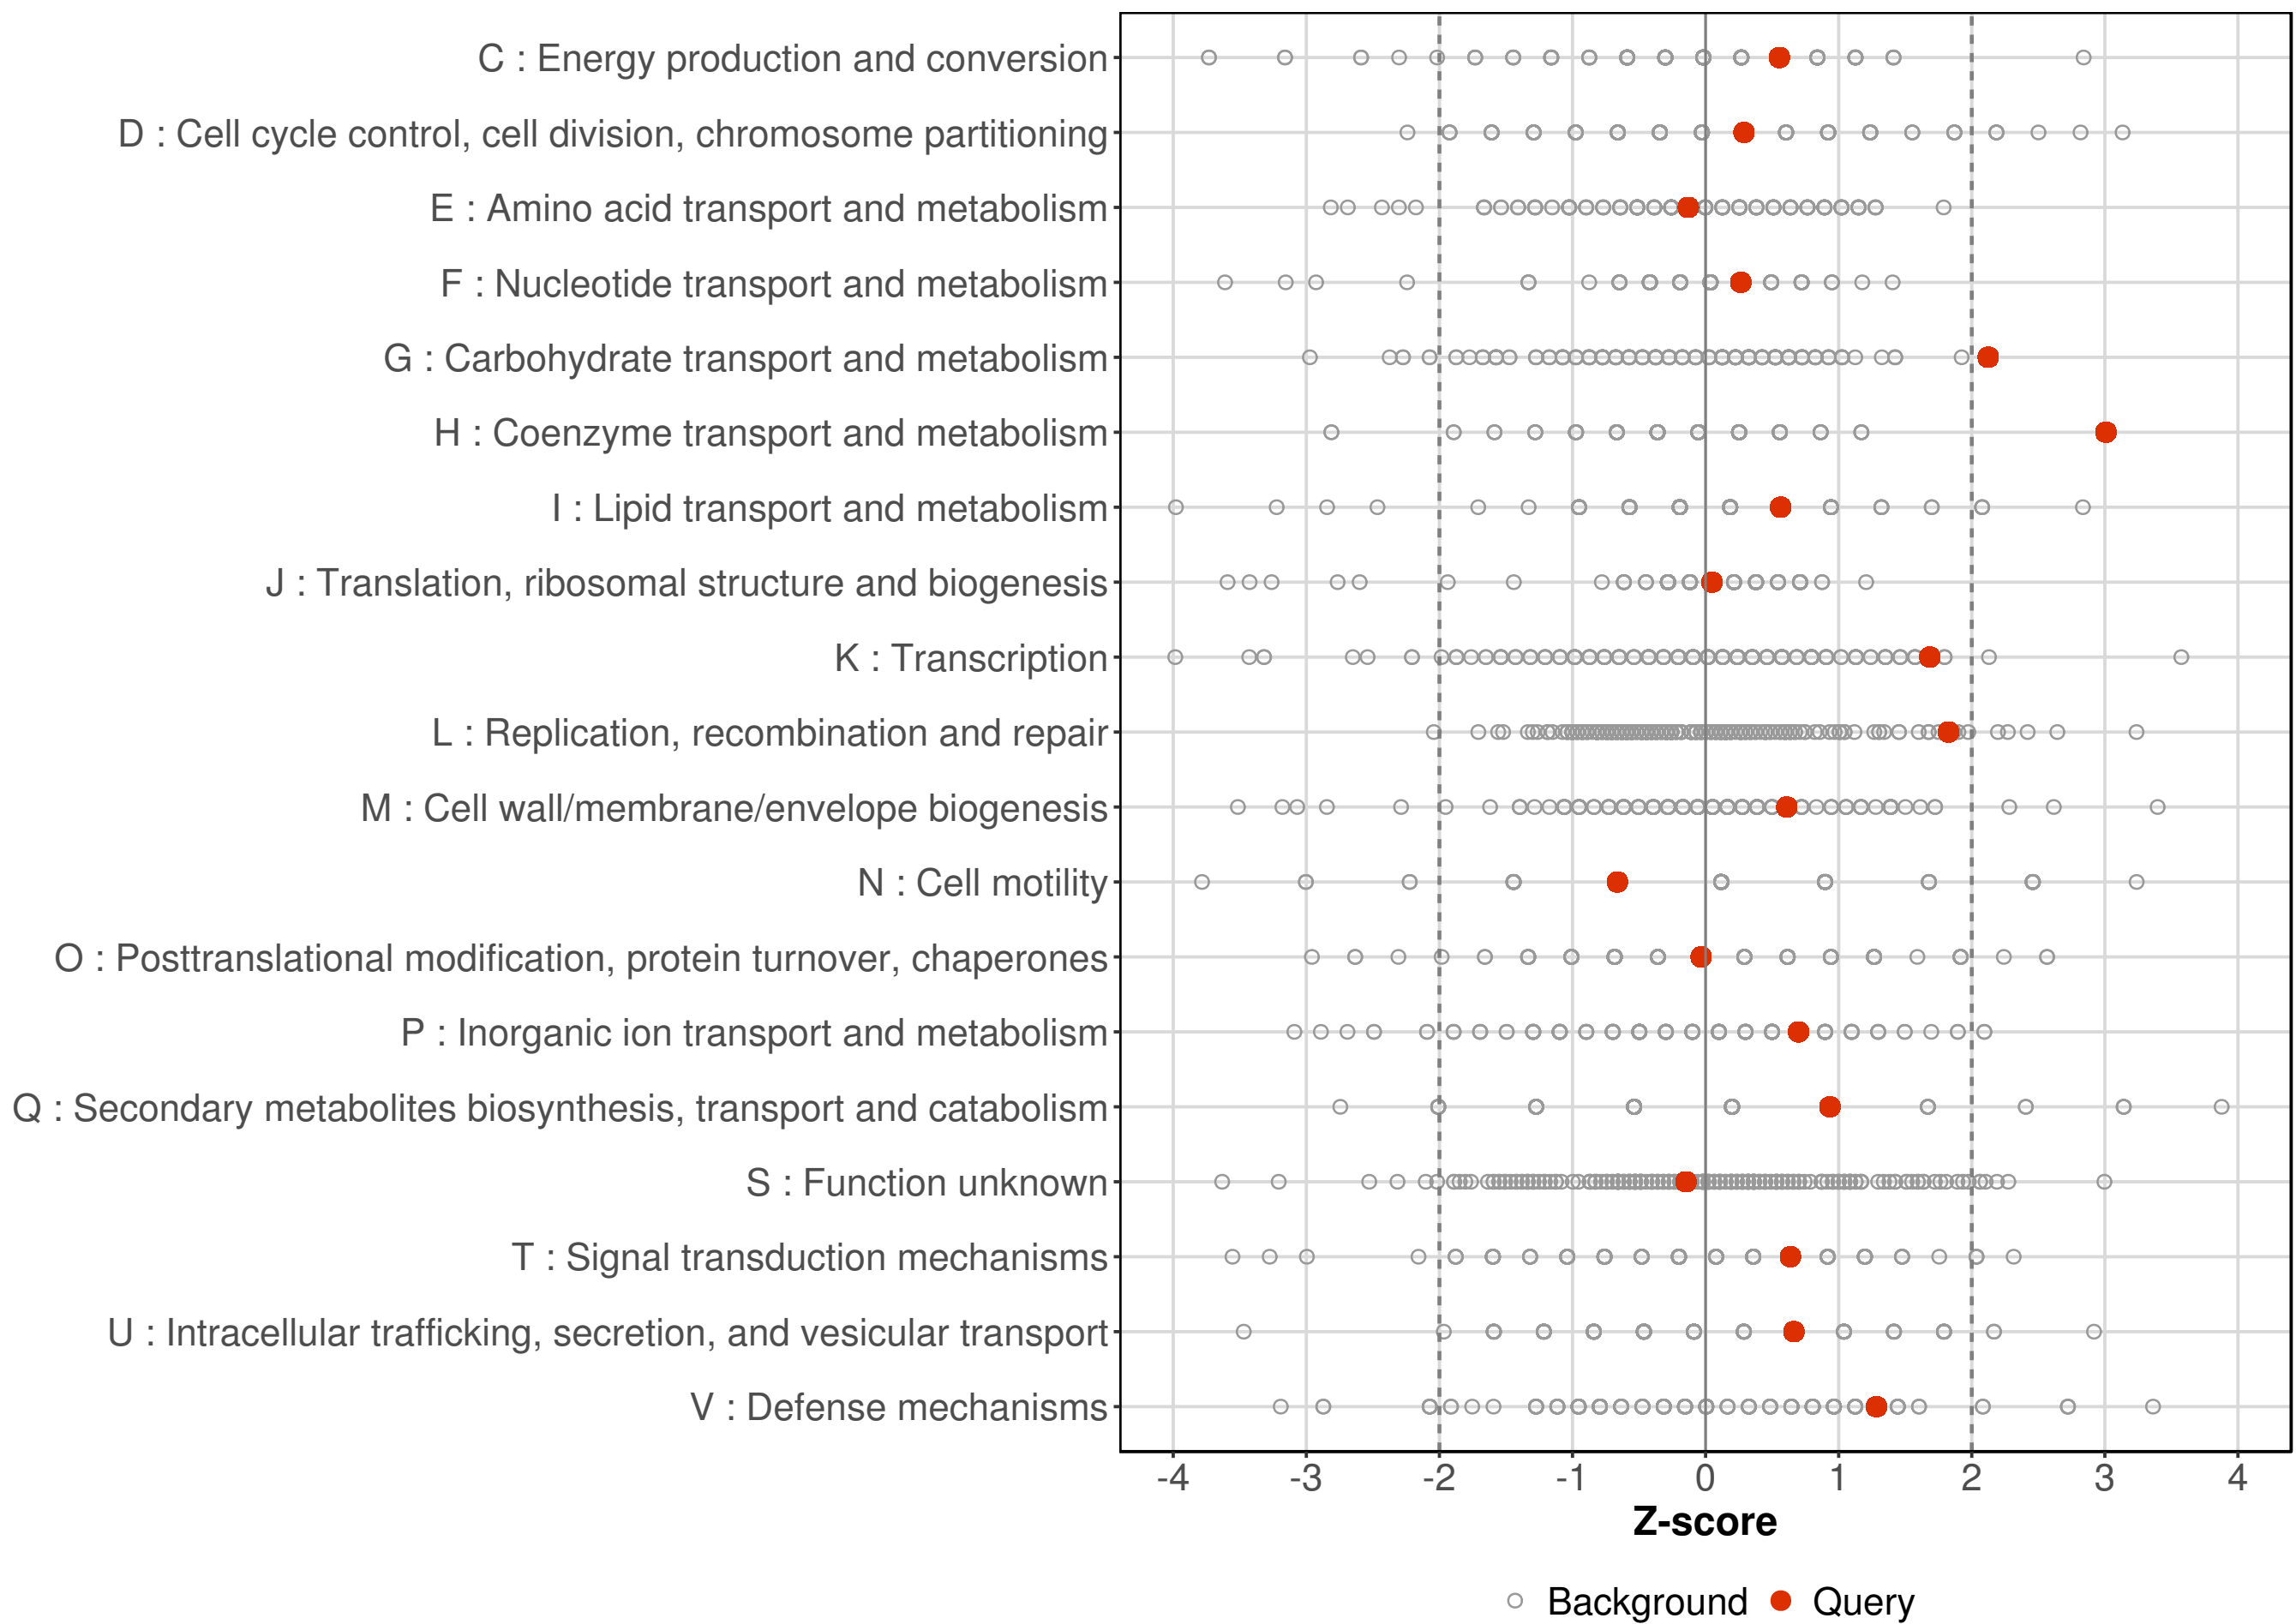 C : Energy production and conversion
D : Cell cycle control, cell division, chromosome partitioning
E : Amino acid transport and metabolism
F : Nucleotide transport and metabolism
G : Carbohydrate transport and metabolism
H : Coenzyme transport and metabolism
I : Lipid transport and metabolism
J : Translation, ribosomal structure and biogenesis
K : Transcription
L : Replication, recombination and repair
M : Cell wall/membrane/envelope biogenesis
N : Cell motility
O : Posttranslational modification, protein turnover, chaperones
P : Inorganic ion transport and metabolism
Q : Secondary metabolites biosynthesis, transport and catabolism
S : Function unknown
T : Signal transduction mechanisms
U : Intracellular trafficking, secretion, and vesicular transport
V : Defense mechanisms
-4 -3 -2 -1 0 1 2 3 4
Z-score
Background Query